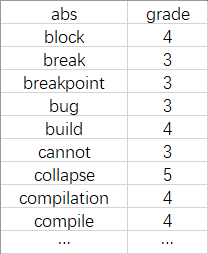 abs grade
block 4
break 3
breakpoint 3
bug 3
build 4
cannot 3
collapse 5
compilation 4
compile 4
... ...